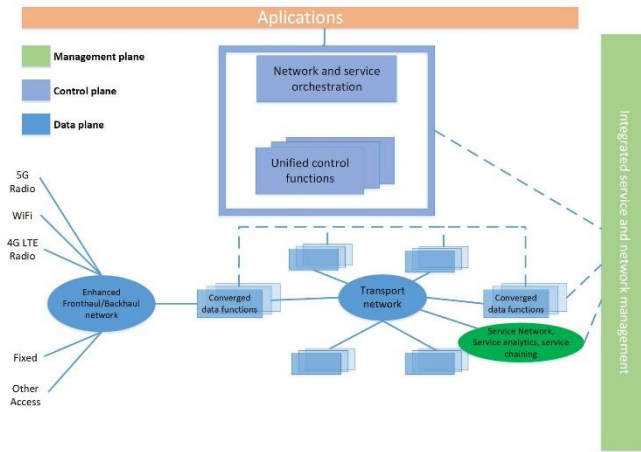 Aplications
Management plane
Control plane
Data plane
Network and service
orchestration
Unified control
functions
Integrated service and network management
5G
Radio
WiFi
4G LTE
Radio
Enhanced
Fronthaul/Backhaul
network
Fixed
Other
Access
Converged
data functions
Transport
network
Converged
data functions
Service Network,
Service analytics, service
chaining